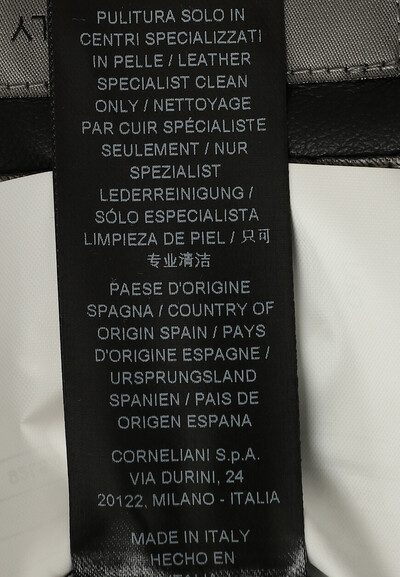 PULITURA SOLO IN
CENTRI SPECIALIZZATI
IN PELLE / LEATHER
SPECIALIST CLEAN
ONLY / NETTOYAGE
PAR CUIR SPÉCIALISTE
SEULEMENT / NUR
SPEZIALIST
LEDERREINIGUNG /
SÓLO ESPECIALISTA
LIMPIEZA DE PIEL / 只可
专业清洁
PAESE D'ORIGINE
SPAGNA / COUNTRY OF
ORIGIN SPAIN / PAYS
D'ORIGINE ESPAGNE /
URSPRUNGSLAND
SPANIEN / PAIS DE
ORIGEN ESPANA
CORNELIANI S.p.A.
VIA DURINI, 24
20122, MILANO - ITALIA
MADE IN ITALY
HECHO EN